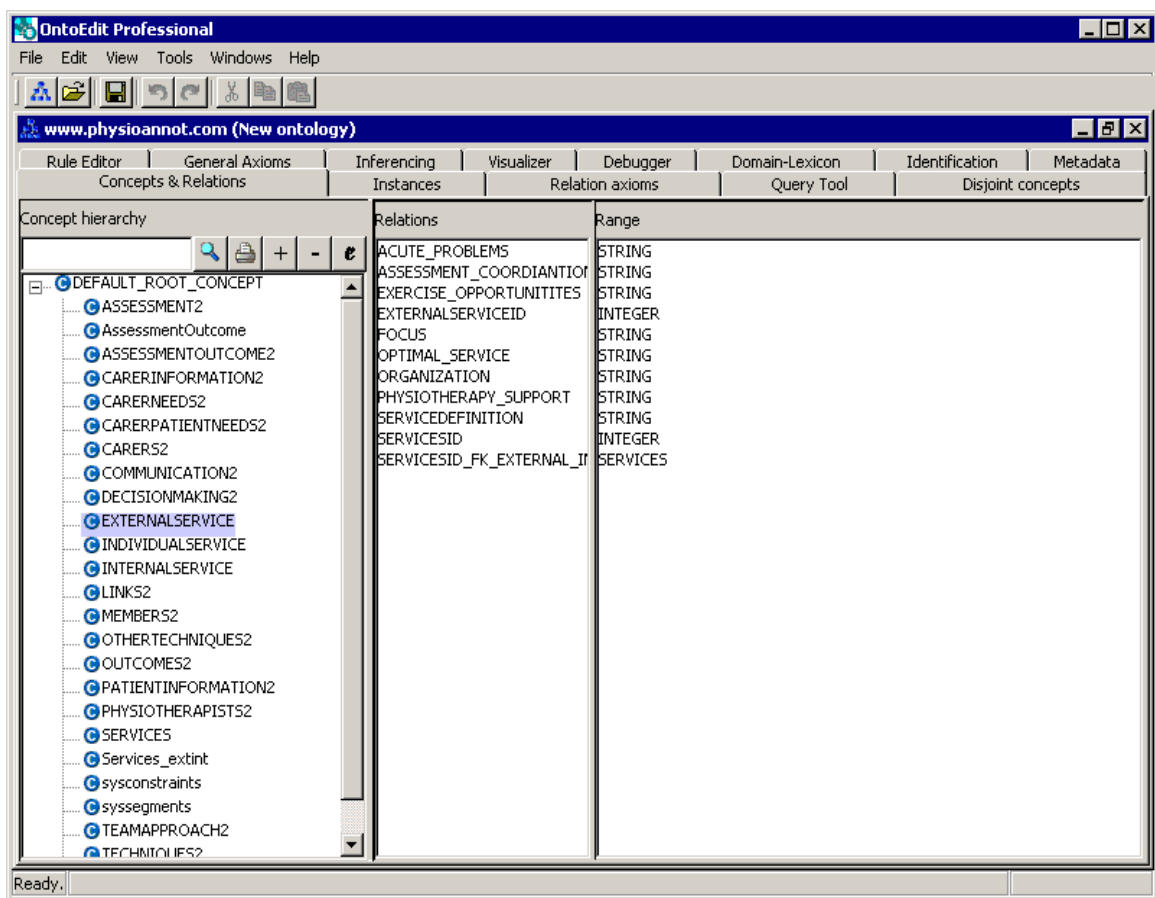 OntoEdit Professional
File Edit View Tools Windows Help
www.physioannot.com (New ontology)
Rule Editor General Axioms Inferencing Visualizer Debugger Domain-Lexicon Identification Metadata
Concepts & Relations Instances Relation axioms Query Tool Disjoint concepts
Concept hierarchy
DEFAULT_ROOT_CONCEPT
ASSESSMENT2
AssessmentOutcome
ASSESSMENTOUTCOME2
CARERINFORMATION2
CARERNEEDS2
CARERPATIENTNEEDS2
CARERS2
COMMUNICATION2
DECISIONMAKING2
EXTERNALSERVICE
INDIVIDUALSERVICE
INTERNALSERVICE
LINKS2
MEMBERS2
OTHERTECHNIQUES2
OUTCOMES2
PATIENTINFORMATION2
PHYSIOTHERAPISTS2
SERVICES
Services_extint
sysconstraints
syssegments
TEAMAPPROACH2
TECHNIQUES2
Relations Range
ACUTE_PROBLEMS STRING
ASSESSMENT_COORDIANTION STRING
EXERCISE_OPPORTUNITITES STRING
EXTERNALSERVICEID INTEGER
FOCUS STRING
OPTIMAL_SERVICE STRING
ORGANIZATION STRING
PHYSIOTHERAPY_SUPPORT STRING
SERVICEDEFINITION STRING
SERVICESID INTEGER
SERVICESID_FK_EXTERNAL_IN SERVICES
Ready.